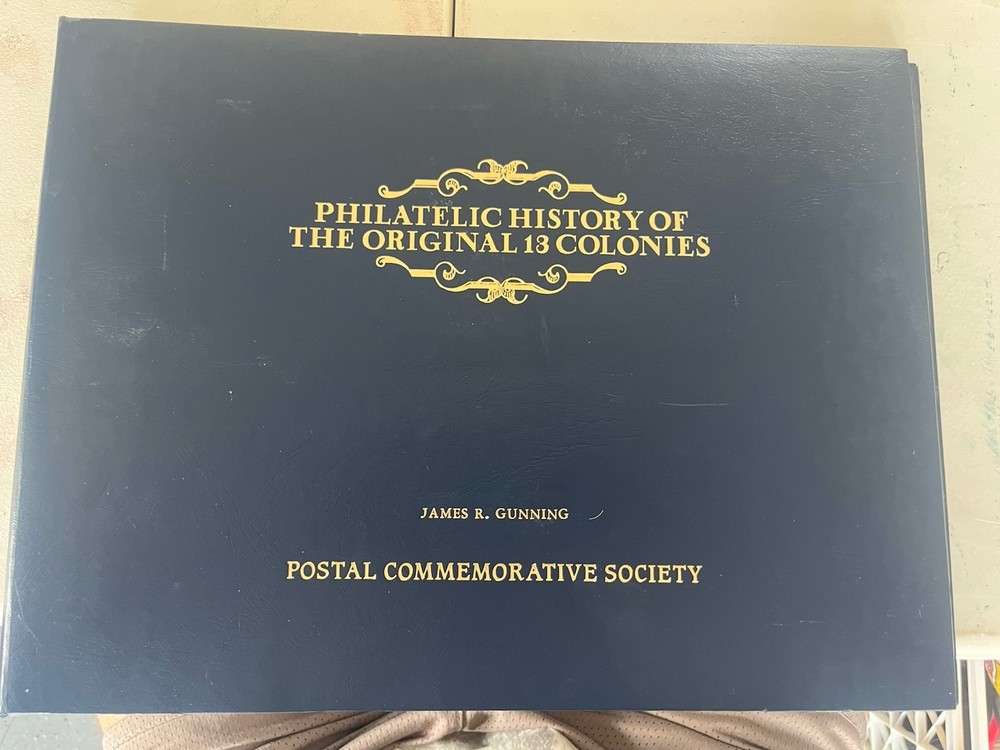 PHILATELIC HISTORY OF
THE ORIGINAL 13 COLONIES
JAMES R. GUNNING
POSTAL COMMEMORATIVE SOCIETY